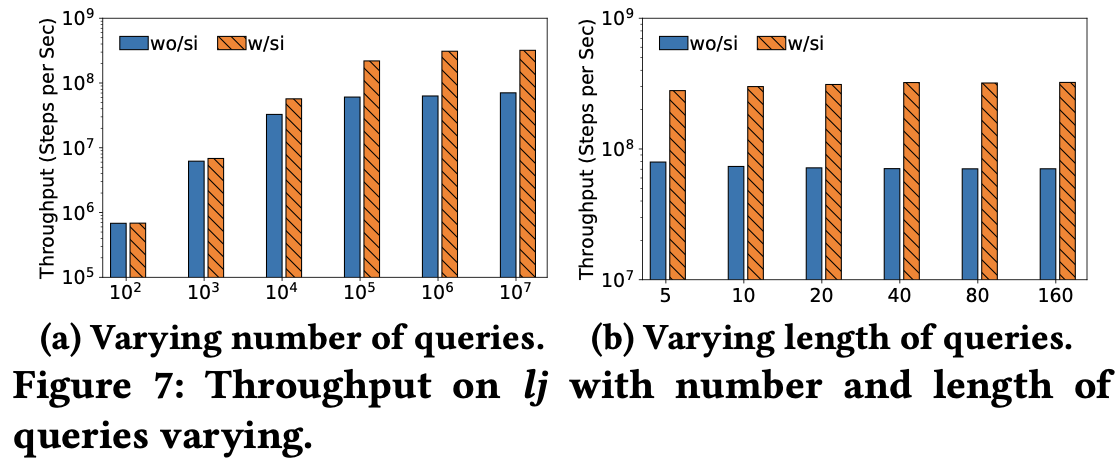 Throughput (Steps per Sec)
10⁹
10⁸
10⁷
10⁶
10⁵
wo/si
w/si
10²
10³
10⁴
10⁵
10⁶
10⁷
(a) Varying number of queries.
Throughput (Steps per Sec)
10⁹
10⁸
10⁷
wo/si
w/si
5
10
20
40
80
160
(b) Varying length of queries.
Figure 7: Throughput on lj with number and length of
queries varying.